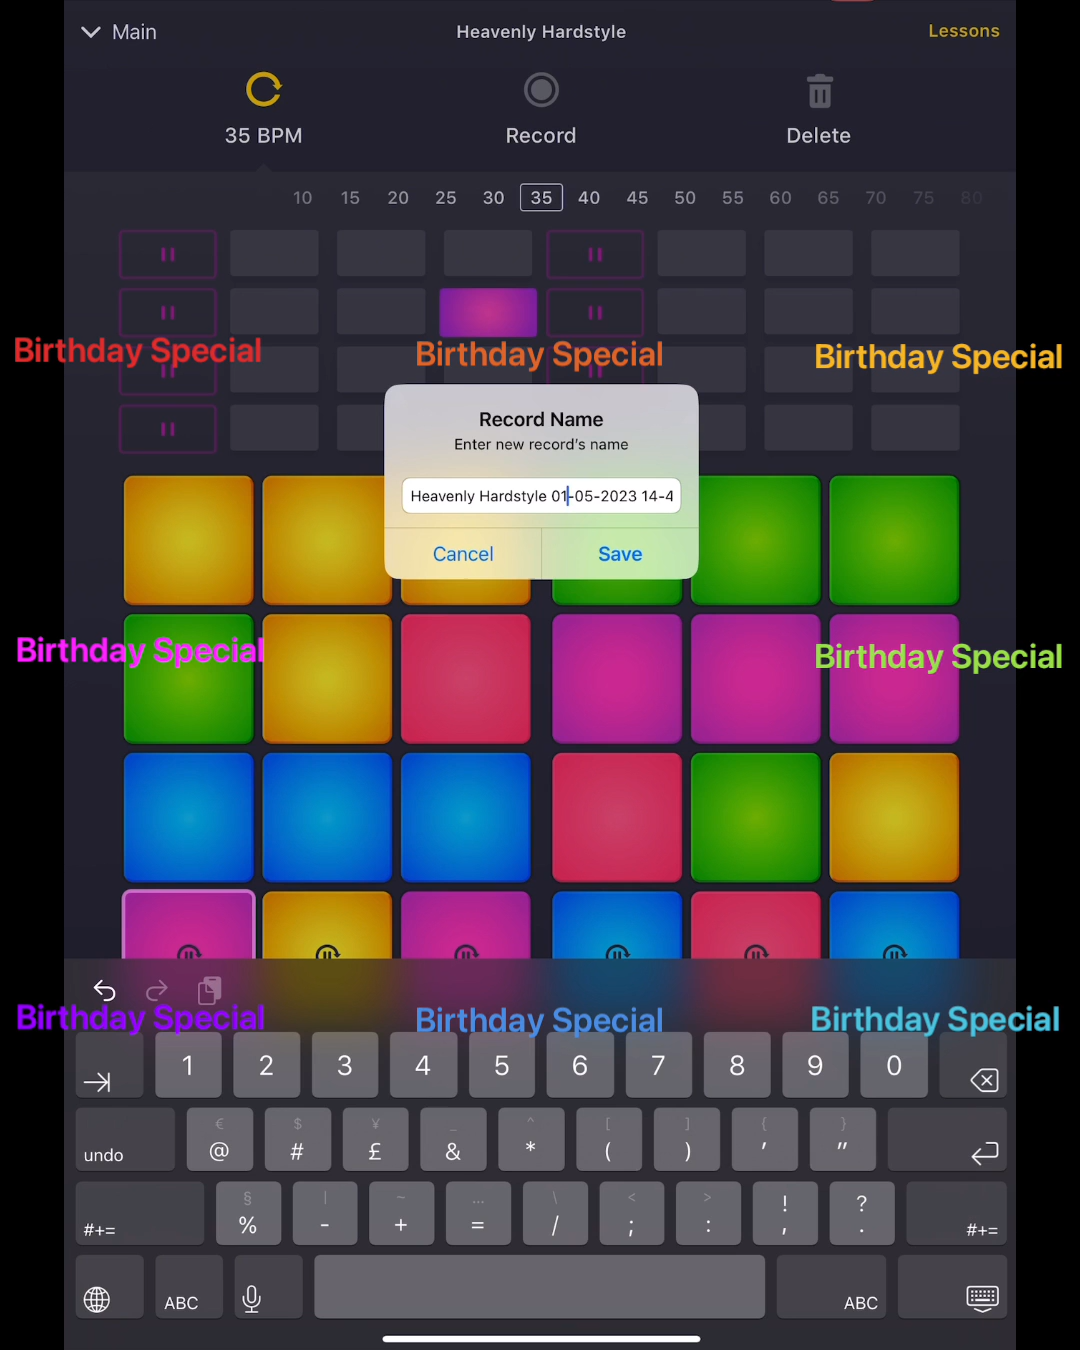 Main
Heavenly Hardstyle
Lessons
35 BPM
Record
Delete
10 15 20 25 30 35 40 45 50 55 60 65 70 75 80
Birthday Special
Birthday Special
Birthday Special
Record Name
Enter new record's name
Heavenly Hardstyle 01-05-2023 14-4
Cancel
Save
Birthday Special
Birthday Special
Birthday Special
Birthday Special
Birthday Special
1 2 3 4 5 6 7 8 9 0
€ $ ¥ _ ^ [ ] { }
undo @ # £ & * ( ) ' "
§ | ~ … \ < > ! ?
#+= % - + = / ; : , . #+=
ABC ABC